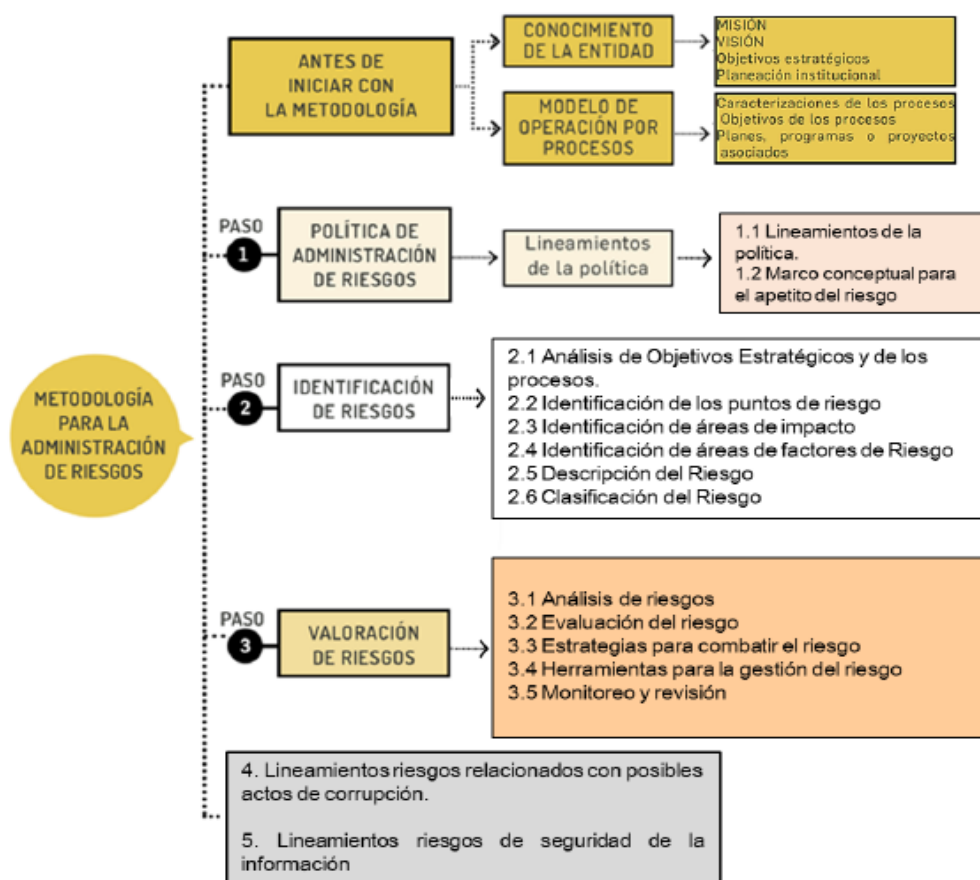 ANTES DE
INICIAR CON
LA METODOLOGÍA
CONOCIMIENTO
DE LA ENTIDAD
MISIÓN
VISIÓN
Objetivos estratégicos
Planeación institucional
MODELO DE
OPERACIÓN POR
PROCESOS
Caracterizaciones de los procesos
Objetivos de los procesos
Planes, programas o proyectos
asociados
PASO
1
POLÍTICA DE
ADMINISTRACIÓN
DE RIESGOS
Lineamientos
de la política
1.1 Lineamientos de la
política.
1.2 Marco conceptual para
el apetito del riesgo
METODOLOGÍA
PARA LA
ADMINISTRACIÓN
DE RIESGOS
PASO
2
IDENTIFICACIÓN
DE RIESGOS
2.1 Análisis de Objetivos Estratégicos y de los
procesos.
2.2 Identificación de los puntos de riesgo
2.3 Identificación de áreas de impacto
2.4 Identificación de áreas de factores de Riesgo
2.5 Descripción del Riesgo
2.6 Clasificación del Riesgo
PASO
3
VALORACIÓN
DE RIESGOS
3.1 Análisis de riesgos
3.2 Evaluación del riesgo
3.3 Estrategias para combatir el riesgo
3.4 Herramientas para la gestión del riesgo
3.5 Monitoreo y revisión
4. Lineamientos riesgos relacionados con posibles
actos de corrupción.
5. Lineamientos riesgos de seguridad de la
información